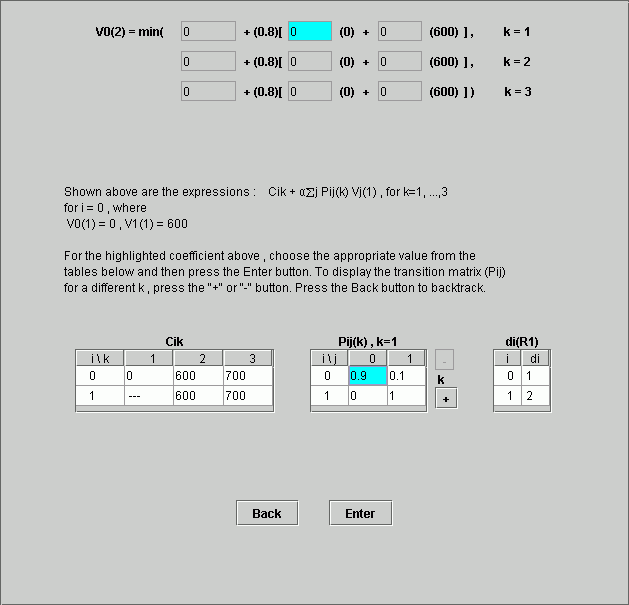 V0(2) = min( 0 + (0.8)[ 0 (0) + 0 (600) ] , k = 1
0 + (0.8)[ 0 (0) + 0 (600) ] , k = 2
0 + (0.8)[ 0 (0) + 0 (600) ] ) k = 3
Shown above are the expressions : Cik + α∑j Pij(k) Vj(1) , for k=1, ...,3
for i = 0 , where
V0(1) = 0 , V1(1) = 600
For the highlighted coefficient above , choose the appropriate value from the
tables below and then press the Enter button. To display the transition matrix (Pij)
for a different k , press the "+" or "-" button. Press the Back button to backtrack.
Cik Pij(k) , k=1 di(R1)
i \ k 1 2 3 i \ j 0 1 - i di
0 0 600 700 0 0.9 0.1 k 0 1
1 --- 600 700 1 0 1 + 1 2
Back Enter